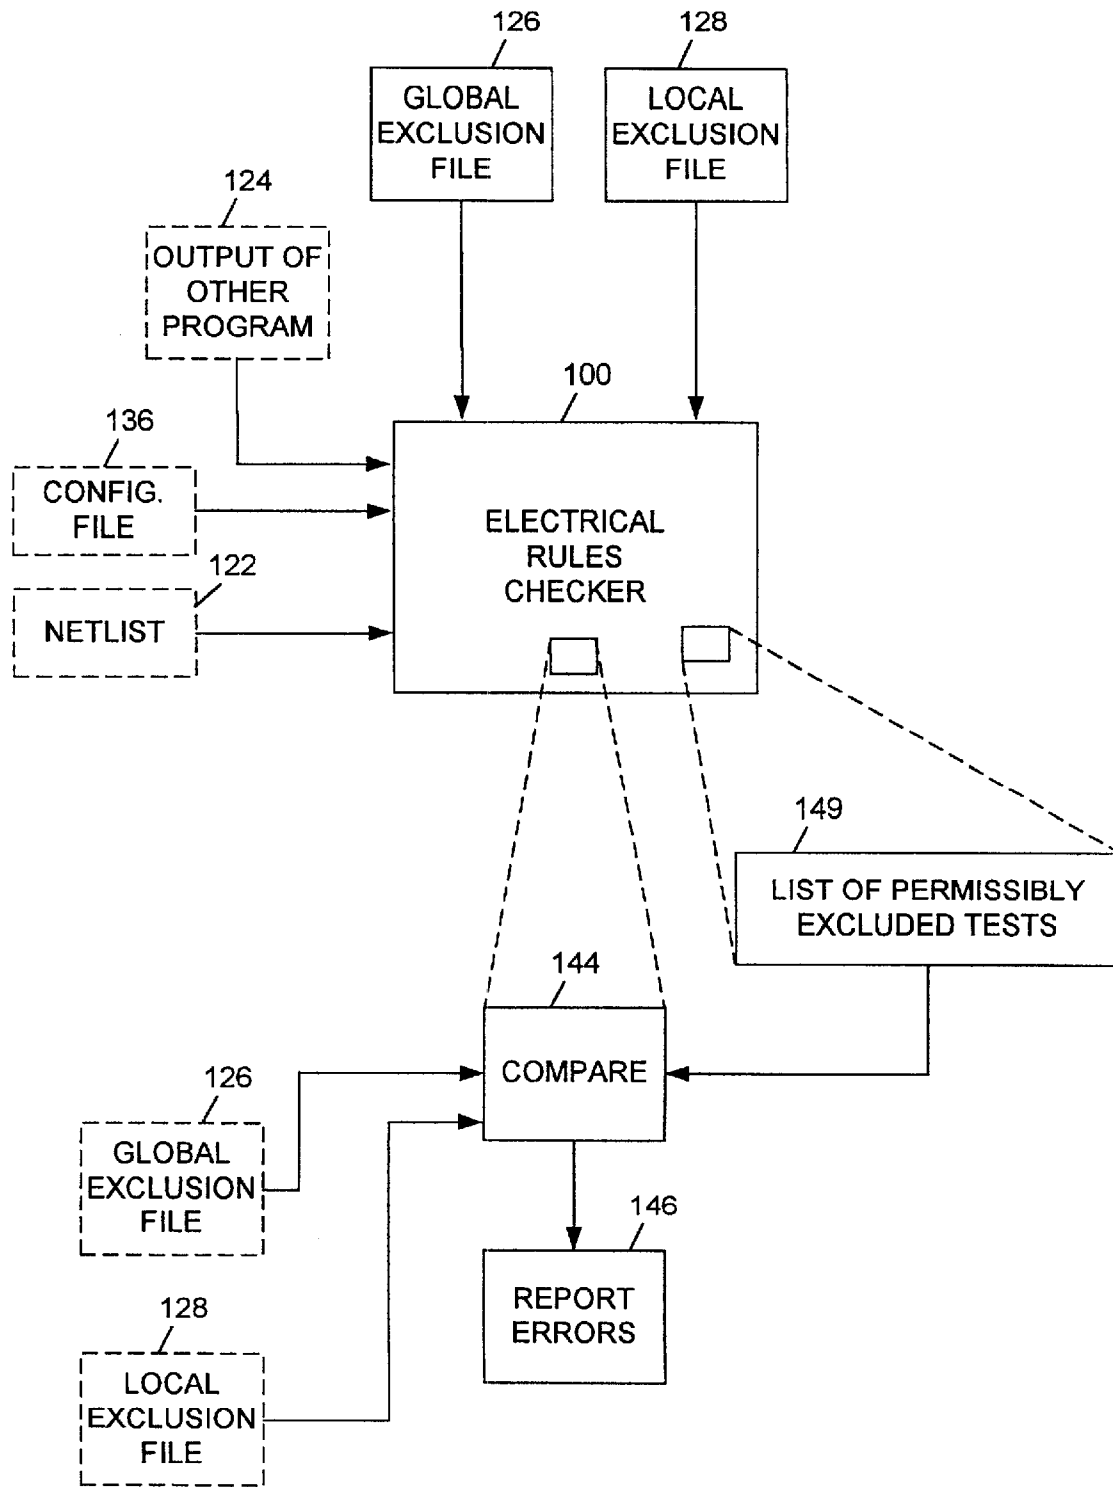 126
128
GLOBAL
EXCLUSION
FILE
LOCAL
EXCLUSION
FILE
124
OUTPUT OF
OTHER
PROGRAM
100
136
CONFIG.
FILE
ELECTRICAL
RULES
CHECKER
122
NETLIST
149
LIST OF PERMISSIBLY
EXCLUDED TESTS
144
COMPARE
126
GLOBAL
EXCLUSION
FILE
146
REPORT
ERRORS
128
LOCAL
EXCLUSION
FILE